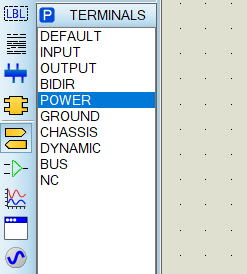 LBL
P TERMINALS
DEFAULT
INPUT
OUTPUT
BIDIR
POWER
GROUND
CHASSIS
DYNAMIC
BUS
NC